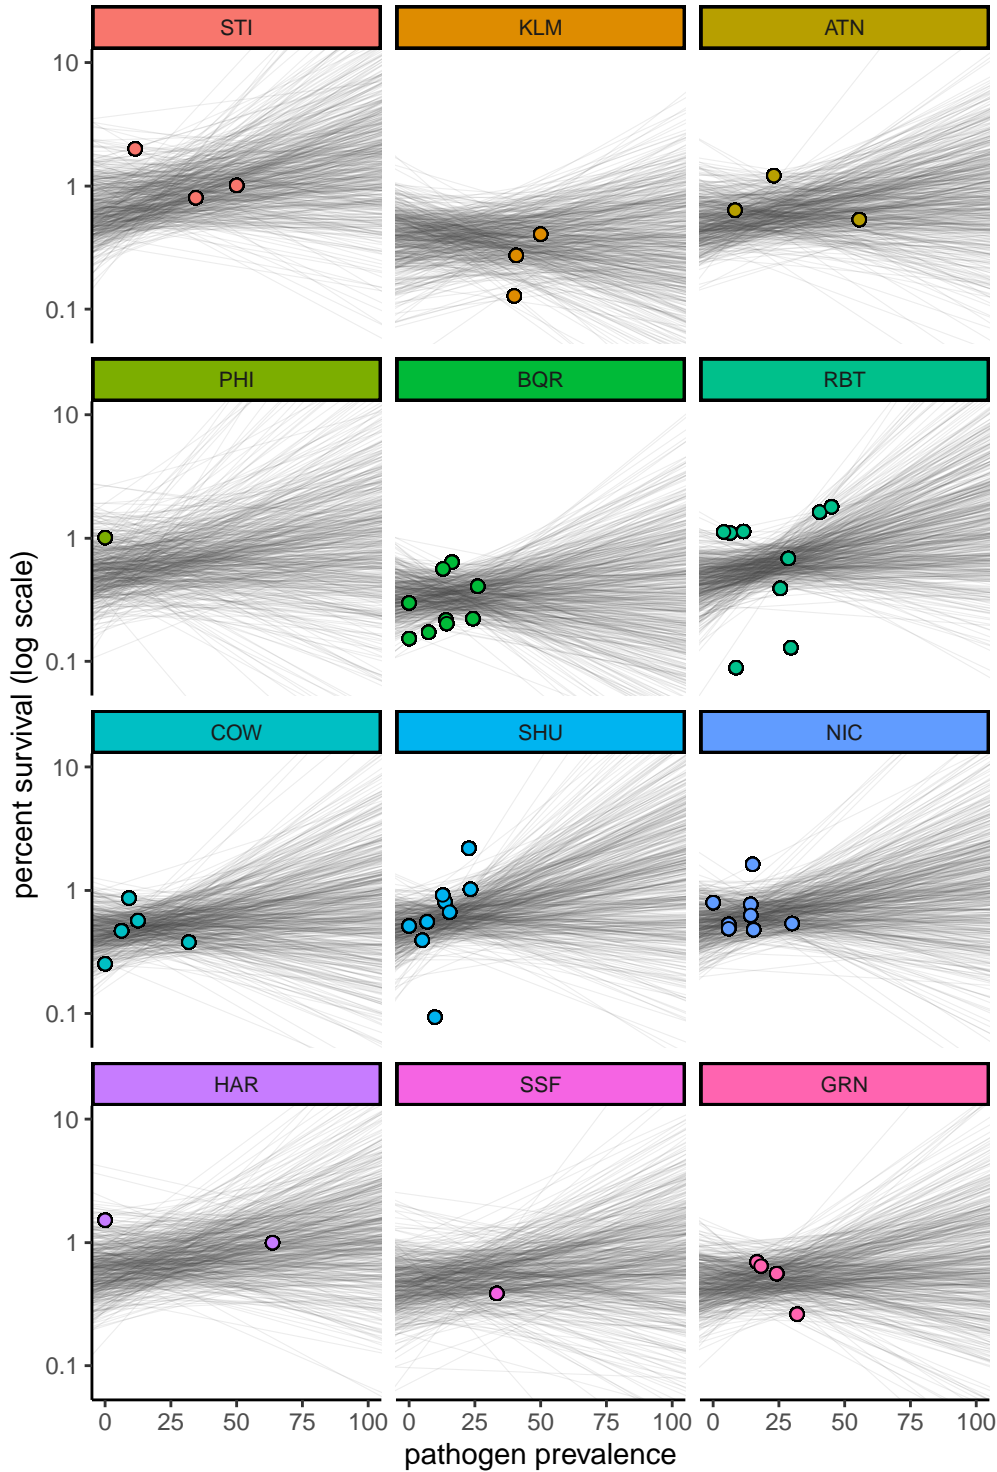 STI KLM ATN
10
1
0.1
PHI BQR RBT
10
1
0.1
percent survival (log scale)
COW SHU NIC
10
1
0.1
HAR SSF GRN
10
1
0.1
0 25 50 75 100 0 25 50 75 100 0 25 50 75 100
pathogen prevalence